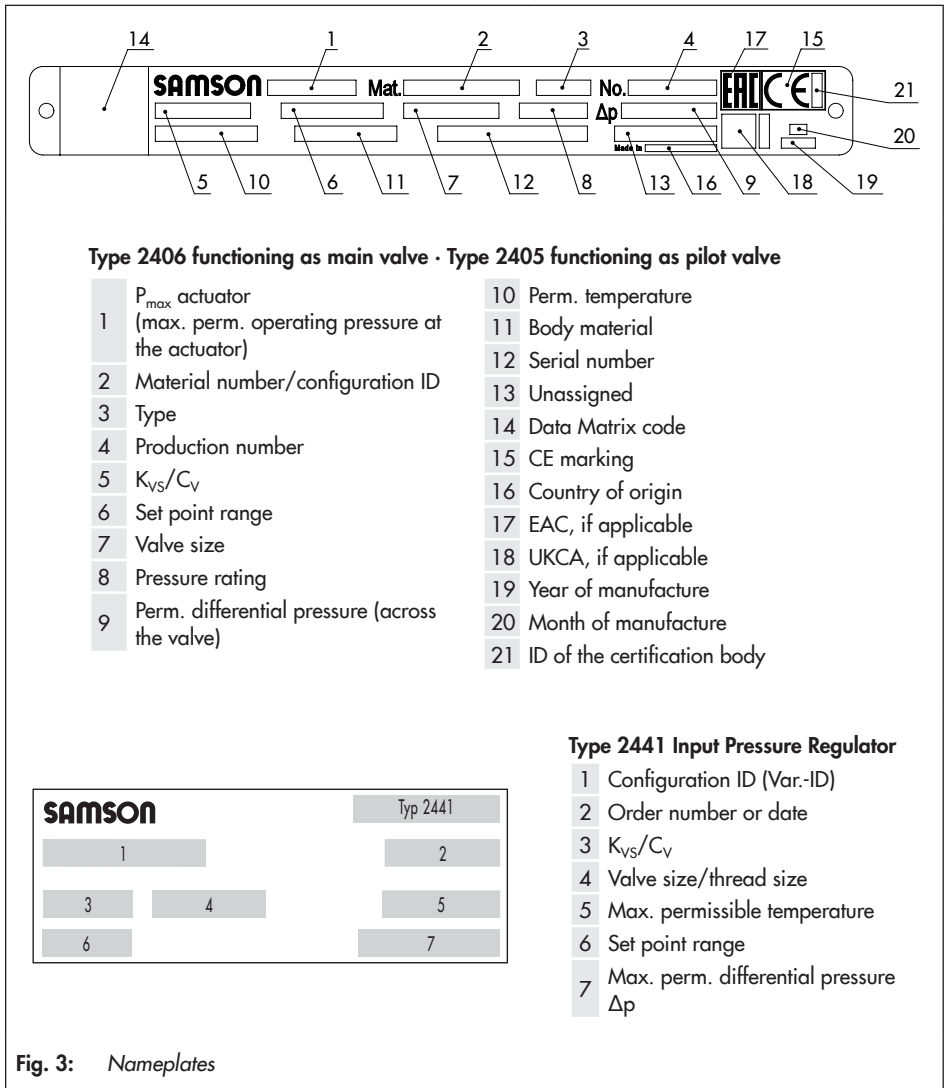 14 1 2 3 4 17 15
SAMSON Mat. No. EAC CE 21
Δp
20
Made in
5 10 6 11 7 12 8 13 16 9 18 19
Type 2406 functioning as main valve · Type 2405 functioning as pilot valve
1 Pmax actuator
(max. perm. operating pressure at
the actuator)
2 Material number/configuration ID
3 Type
4 Production number
5 KVS/CV
6 Set point range
7 Valve size
8 Pressure rating
9 Perm. differential pressure (across
the valve)
10 Perm. temperature
11 Body material
12 Serial number
13 Unassigned
14 Data Matrix code
15 CE marking
16 Country of origin
17 EAC, if applicable
18 UKCA, if applicable
19 Year of manufacture
20 Month of manufacture
21 ID of the certification body
SAMSON Typ 2441
1 2
3 4 5
6 7
Type 2441 Input Pressure Regulator
1 Configuration ID (Var.-ID)
2 Order number or date
3 KVS/CV
4 Valve size/thread size
5 Max. permissible temperature
6 Set point range
7 Max. perm. differential pressure
Δp
Fig. 3: Nameplates